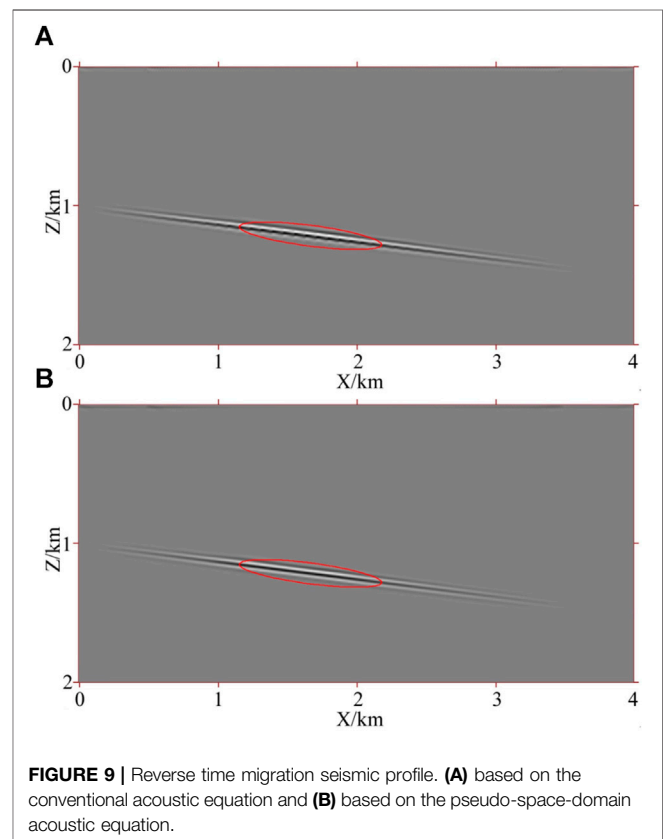 A
0
1
2
Z/km
0 1 2 3 4
X/km
B
0
1
2
Z/km
0 1 2 3 4
X/km
FIGURE 9 | Reverse time migration seismic profile. (A) based on the
conventional acoustic equation and (B) based on the pseudo-space-domain
acoustic equation.